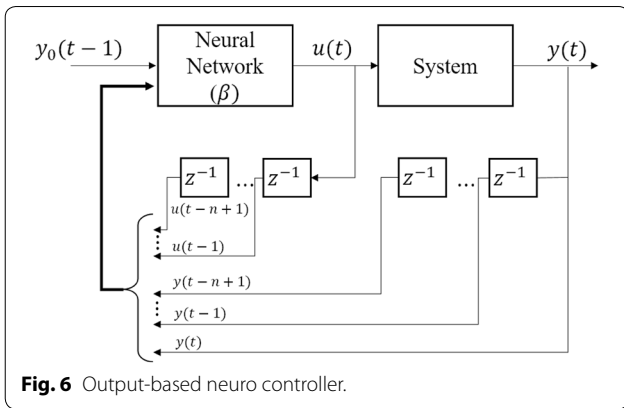 y₀(t−1)
Neural
Network
(β)
u(t)
System
y(t)
z⁻¹ ... z⁻¹
z⁻¹ ... z⁻¹
u(t−n+1)
u(t−1)
y(t−n+1)
y(t−1)
y(t)
Fig. 6 Output-based neuro controller.